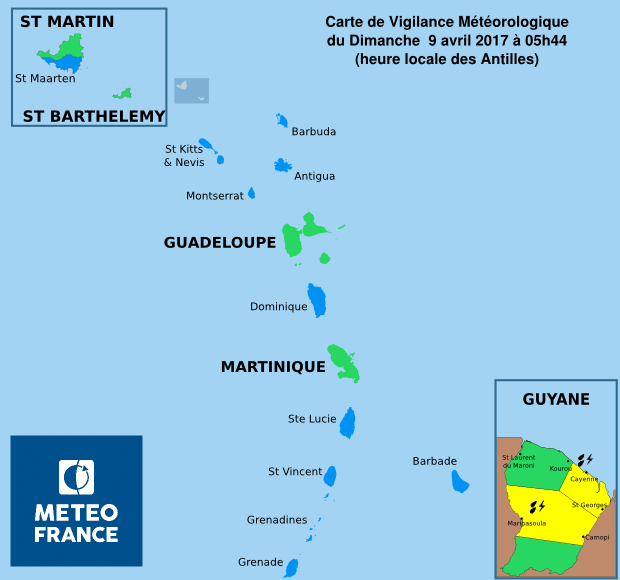 ST MARTIN
St Maarten
ST BARTHELEMY
Carte de Vigilance Météorologique
du Dimanche 9 avril 2017 à 05h44
(heure locale des Antilles)
Barbuda
St Kitts
& Nevis
Antigua
Montserrat
GUADELOUPE
Dominique
MARTINIQUE
Ste Lucie
St Vincent
Barbade
Grenadines
Grenade
METEO
FRANCE
GUYANE
St Laurent
du Maroni
Kourou
Cayenne
St Georges
Maripasoula
Camopi